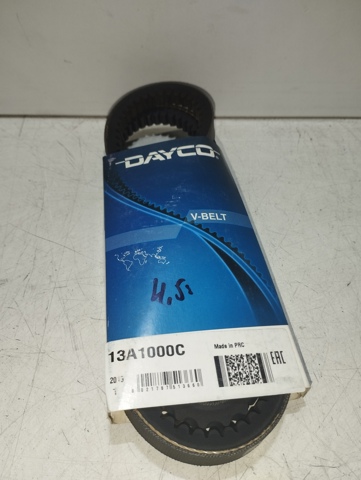 DAYCO
V-BELT
H.S!
13A1000C
Made in PRC
EAC